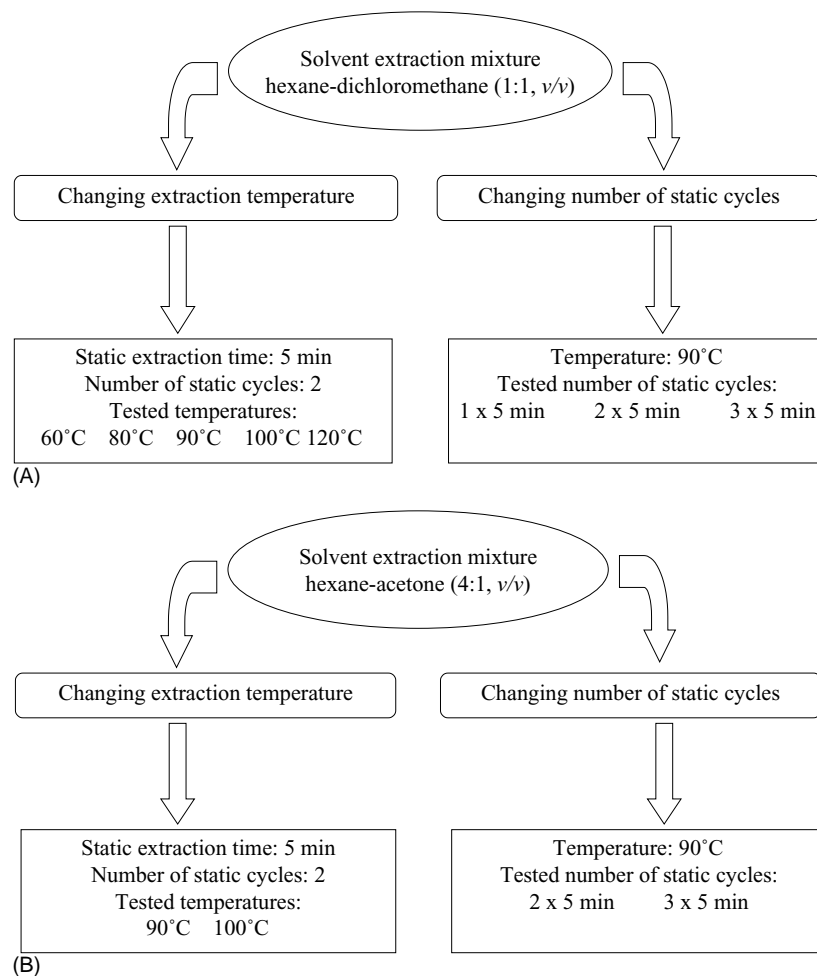 Solvent extraction mixture
hexane-dichloromethane (1:1, v/v)
Changing extraction temperature
Changing number of static cycles
Static extraction time: 5 min
Number of static cycles: 2
Tested temperatures:
60˚C 80˚C 90˚C 100˚C 120˚C
Temperature: 90˚C
Tested number of static cycles:
1 x 5 min 2 x 5 min 3 x 5 min
(A)
Solvent extraction mixture
hexane-acetone (4:1, v/v)
Changing extraction temperature
Changing number of static cycles
Static extraction time: 5 min
Number of static cycles: 2
Tested temperatures:
90˚C 100˚C
Temperature: 90˚C
Tested number of static cycles:
2 x 5 min 3 x 5 min
(B)